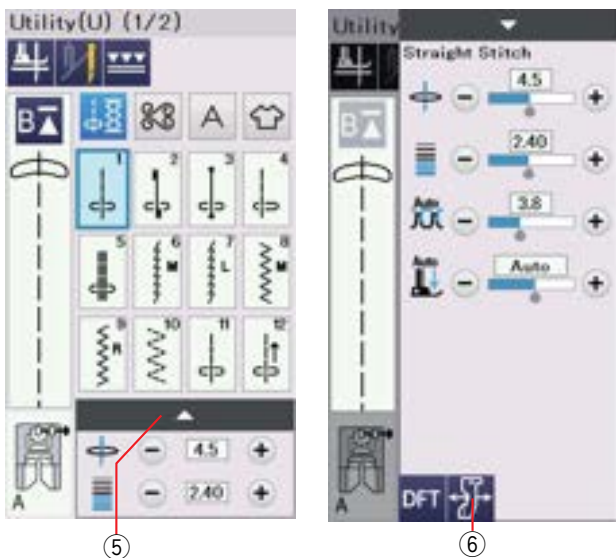 Utility(U) (1/2)
B
A
1 2 3 4
5 6 M 7 L 8 M
9 R 10 11 12
4.5
2.40
A
⑤
Utility
Straight Stitch
4.5
B
2.40
Auto 3.8
Auto Auto
A
DFT
⑥